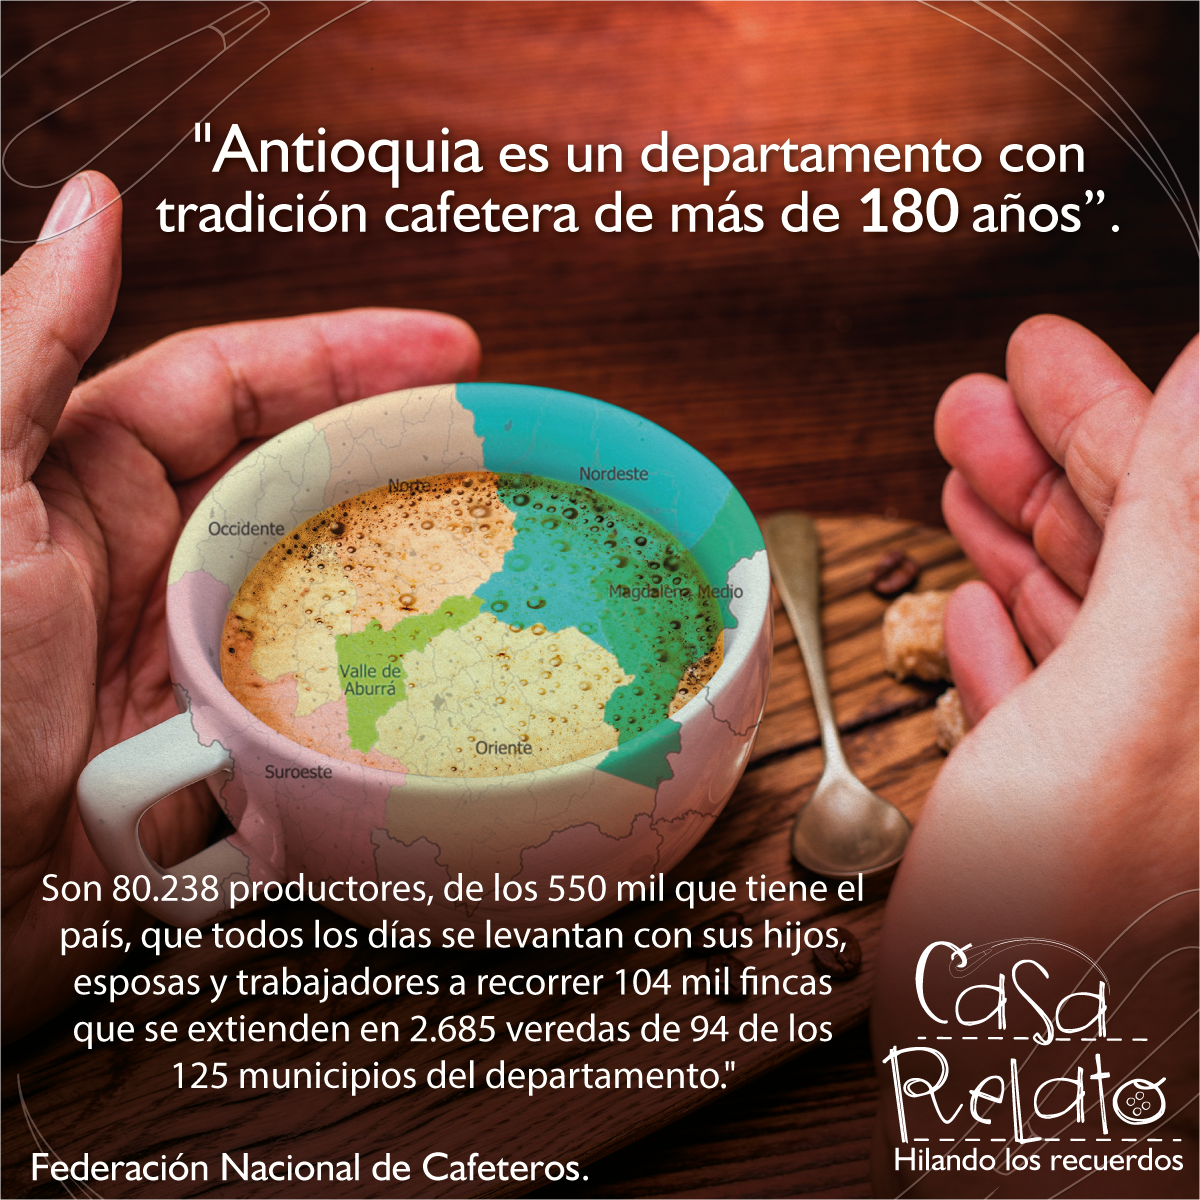 "Antioquia es un departamento con
tradición cafetera de más de 180 años”.
Nordeste
Norte
Occidente
Magdalena Medio
Valle de
Aburrá
Oriente
Suroeste
Son 80.238 productores, de los 550 mil que tiene el
país, que todos los días se levantan con sus hijos,
esposas y trabajadores a recorrer 104 mil fincas
que se extienden en 2.685 veredas de 94 de los
125 municipios del departamento."
Casa
Relato
Hilando los recuerdos
Federación Nacional de Cafeteros.